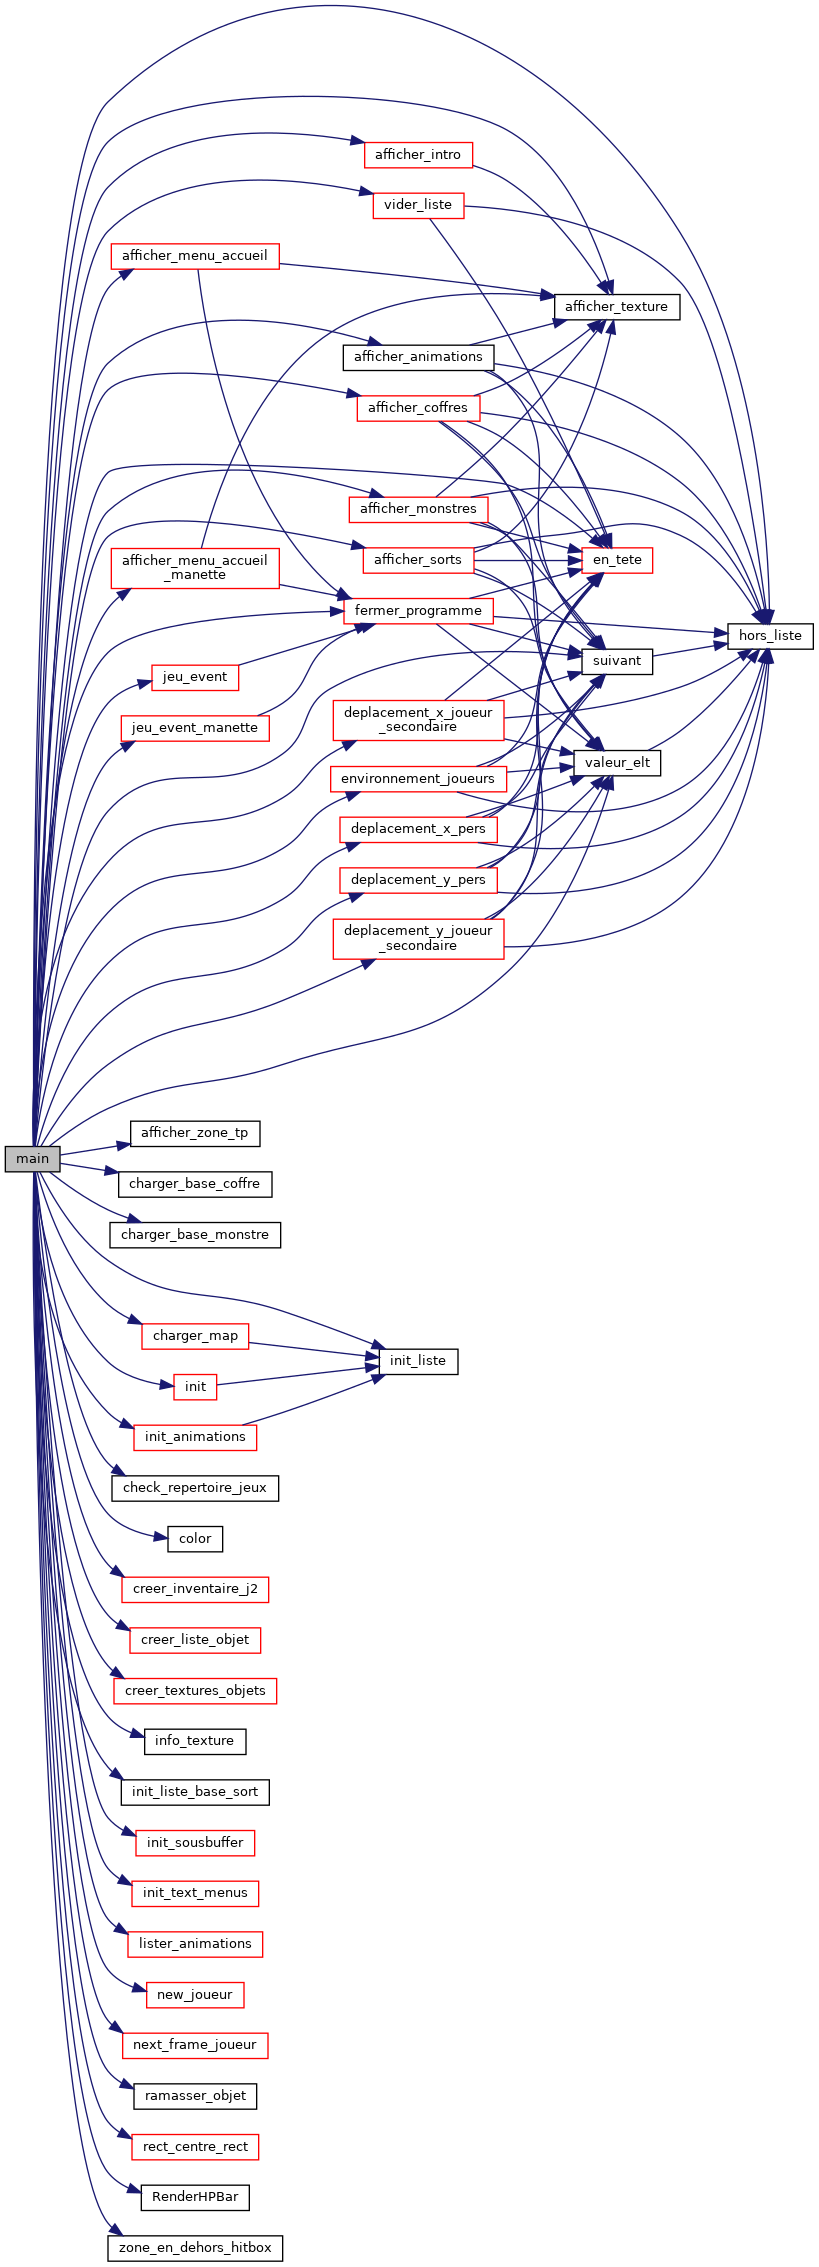 afficher_intro
vider_liste
afficher_menu_accueil
afficher_texture
afficher_animations
afficher_coffres
afficher_monstres
afficher_sorts
en_tete
afficher_menu_accueil
_manette
fermer_programme
hors_liste
suivant
jeu_event
deplacement_x_joueur
_secondaire
jeu_event_manette
valeur_elt
environnement_joueurs
deplacement_x_pers
deplacement_y_pers
deplacement_y_joueur
_secondaire
afficher_zone_tp
main
charger_base_coffre
charger_base_monstre
charger_map
init_liste
init
init_animations
check_repertoire_jeux
color
creer_inventaire_j2
creer_liste_objet
creer_textures_objets
info_texture
init_liste_base_sort
init_sousbuffer
init_text_menus
lister_animations
new_joueur
next_frame_joueur
ramasser_objet
rect_centre_rect
RenderHPBar
zone_en_dehors_hitbox